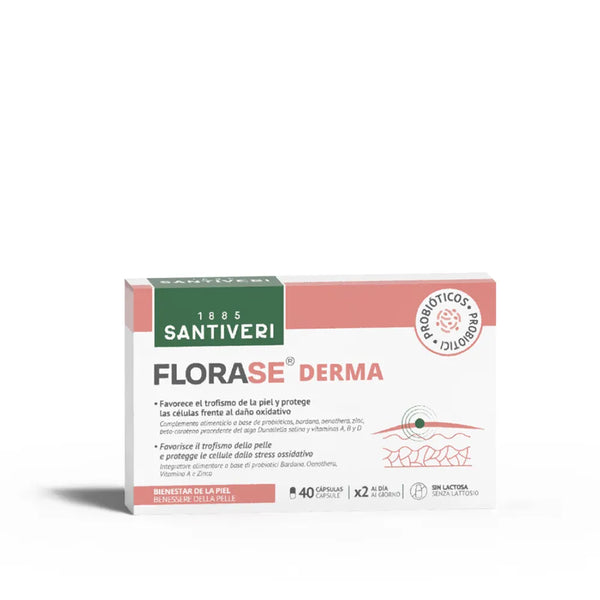 1885
SANTIVERI
PROBIÓTICOS • PROBIOTICI •
FLORASE® DERMA
• Favorece el trofismo de la piel y protege
las células frente al daño oxidativo
Complemento alimenticio a base de probióticos, bardana, oenothera, zinc,
beta-caroteno procedente del alga Dunaliella salina y vitaminas A, B y D
• Favorisce il trofismo della pelle
e protegge le cellule dallo stress ossidativo
Integratore alimentare a base di probiotici Bardana, Oenothera,
Vitamina A e Zinco
BIENESTAR DE LA PIEL
BENESSERE DELLA PELLE
40 CÁPSULAS
CAPSULE
x2 AL DÍA
AL GIORNO
SIN LACTOSA
SENZA LATTOSIO